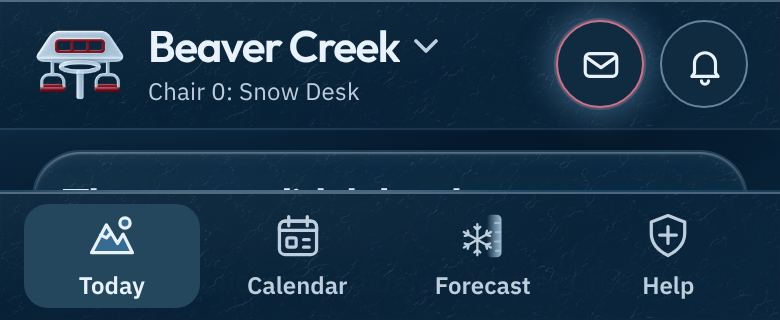 Beaver Creek
Chair 0: Snow Desk
Today
Calendar
Forecast
Help